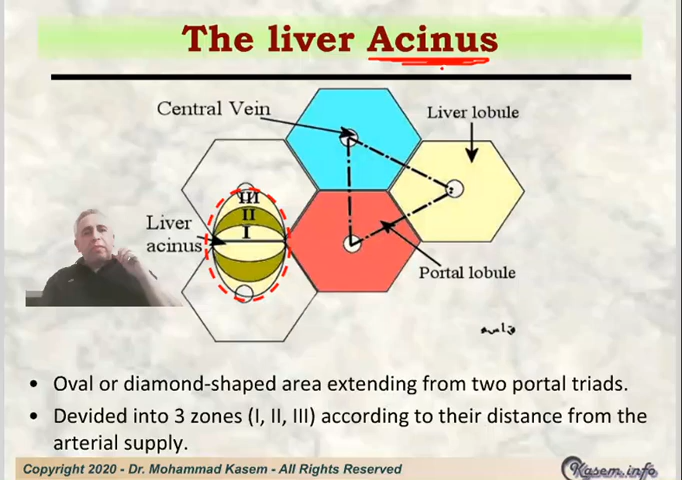 The liver Acinus
Central Vein
Liver lobule
III
II
I
Liver
acinus
Portal lobule
• Oval or diamond-shaped area extending from two portal triads.
• Devided into 3 zones (I, II, III) according to their distance from the
arterial supply.
Copyright 2020 - Dr. Mohammad Kasem - All Rights Reserved
Kasem.info